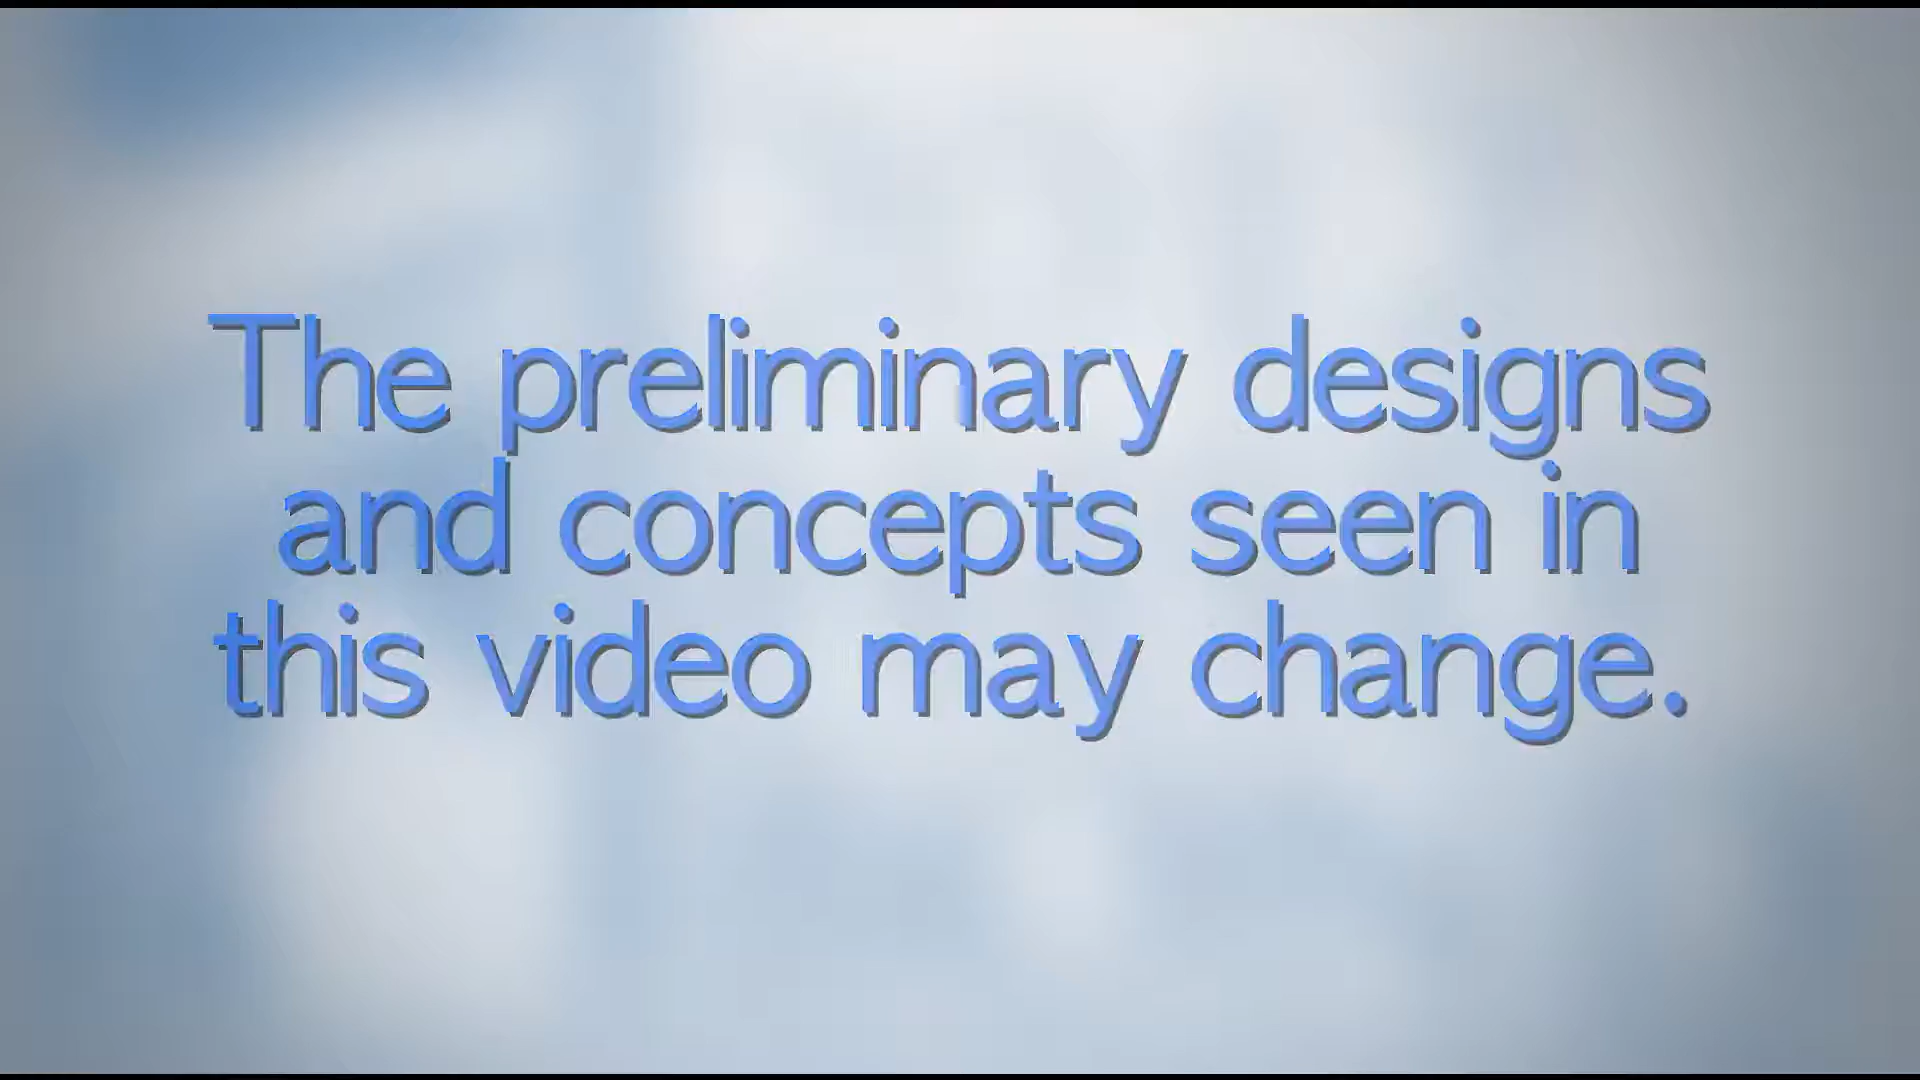 The preliminary designs
and concepts seen in
this video may change.